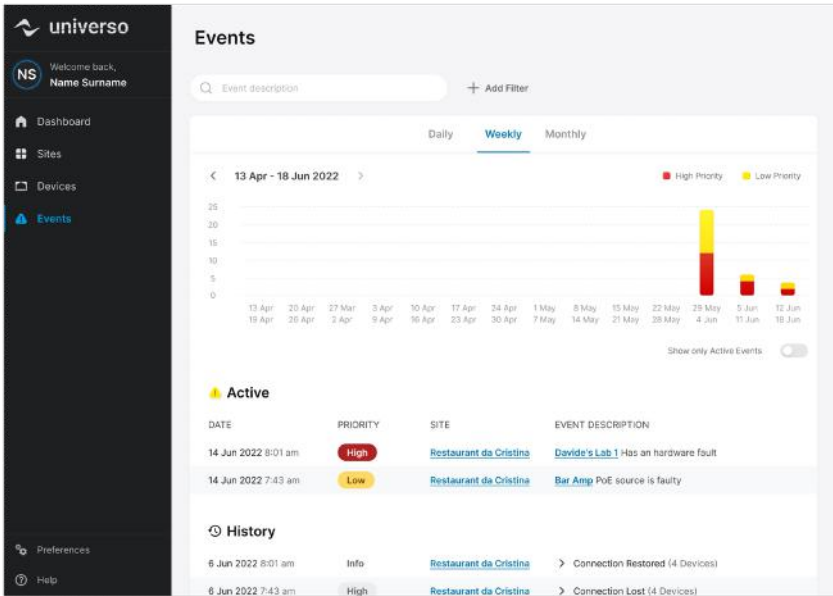 universo
NS
Welcome back,
Name Surname
Dashboard
Sites
Devices
Events
Preferences
Help
Events
Event description
Add Filter
Daily Weekly Monthly
13 Apr - 18 Jun 2022
High Priority Low Priority
25
20
15
10
5
0
13 Apr 20 Apr 27 Mar 3 Apr 10 Apr 17 Apr 24 Apr 1 May 8 May 15 May 22 May 29 May 5 Jun 12 Jun
19 Apr 26 Apr 2 Apr 9 Apr 16 Apr 23 Apr 30 Apr 7 May 14 May 21 May 28 May 4 Jun 11 Jun 18 Jun
Show only Active Events
Active
DATE PRIORITY SITE EVENT DESCRIPTION
14 Jun 2022 8:01 am High Restaurant da Cristina Davide's Lab 1 Has an hardware fault
14 Jun 2022 7:43 am Low Restaurant da Cristina Bar Amp PoE source is faulty
History
6 Jun 2022 8:01 am Info Restaurant da Cristina Connection Restored (4 Devices)
6 Jun 2022 7:43 am High Restaurant da Cristina Connection Lost (4 Devices)